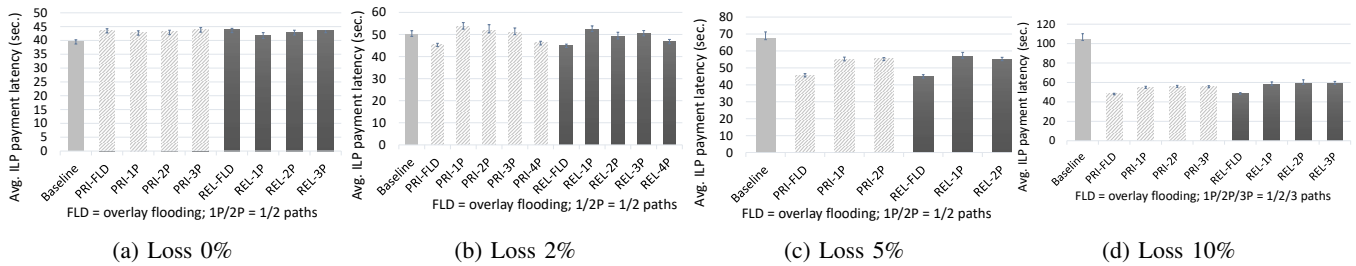 Avg. ILP payment latency (sec.)
50
45
40
35
30
25
20
15
10
5
0
Baseline
PRI-FLD
PRI-1P
PRI-2P
PRI-3P
REL-FLD
REL-1P
REL-2P
REL-3P
FLD = overlay flooding; 1P/2P = 1/2 paths
(a) Loss 0%
Avg. ILP payment latency (sec.)
60
50
40
30
20
10
0
Baseline
PRI-FLD
PRI-1P
PRI-2P
PRI-3P
PRI-4P
REL-FLD
REL-1P
REL-2P
REL-3P
REL-4P
FLD = overlay flooding; 1/2P = 1/2 paths
(b) Loss 2%
Avg. ILP payment latency (sec.)
80
70
60
50
40
30
20
10
0
Baseline
PRI-FLD
PRI-1P
PRI-2P
REL-FLD
REL-1P
REL-2P
FLD = overlay flooding; 1P/2P = 1/2 paths
(c) Loss 5%
Avg. ILP payment latency (sec.)
120
100
80
60
40
20
0
Baseline
PRI-FLD
PRI-1P
PRI-2P
PRI-3P
REL-FLD
REL-1P
REL-2P
REL-3P
FLD = overlay flooding; 1P/2P/3P = 1/2/3 paths
(d) Loss 10%